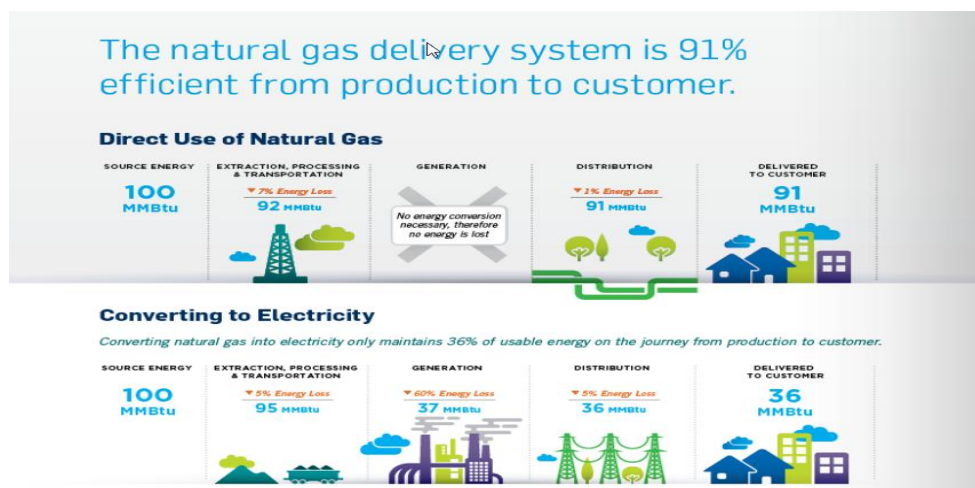 The natural gas delivery system is 91%
efficient from production to customer.
Direct Use of Natural Gas
SOURCE ENERGY
100
MMBtu
EXTRACTION, PROCESSING
& TRANSPORTATION
▼ 7% Energy Loss
92 MMBtu
GENERATION
No energy conversion
necessary, therefore
no energy is lost
DISTRIBUTION
▼ 1% Energy Loss
91 MMBtu
DELIVERED
TO CUSTOMER
91
MMBtu
Converting to Electricity
Converting natural gas into electricity only maintains 36% of usable energy on the journey from production to customer.
SOURCE ENERGY
100
MMBtu
EXTRACTION, PROCESSING
& TRANSPORTATION
▼ 5% Energy Loss
95 MMBtu
GENERATION
▼ 60% Energy Loss
37 MMBtu
DISTRIBUTION
▼ 5% Energy Loss
36 MMBtu
DELIVERED
TO CUSTOMER
36
MMBtu